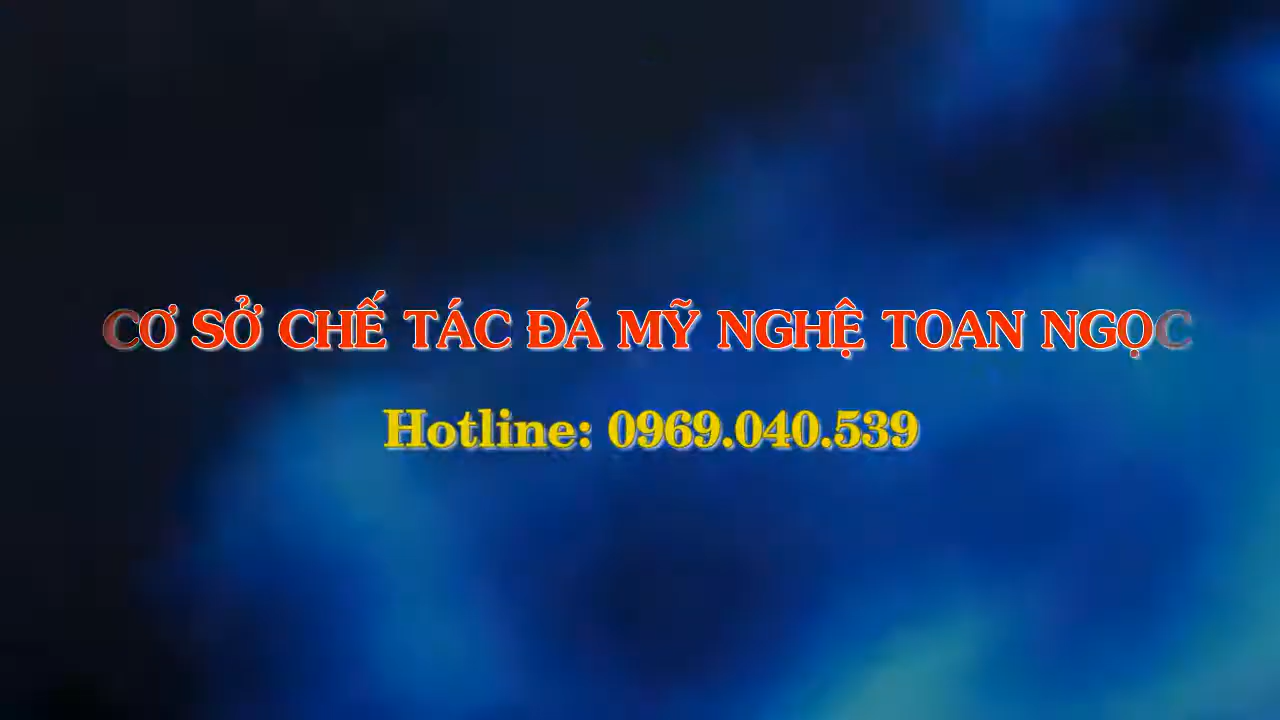 CƠ SỞ CHẾ TÁC ĐÁ MỸ NGHỆ TOAN NGỌC
Hotline: 0969.040.539